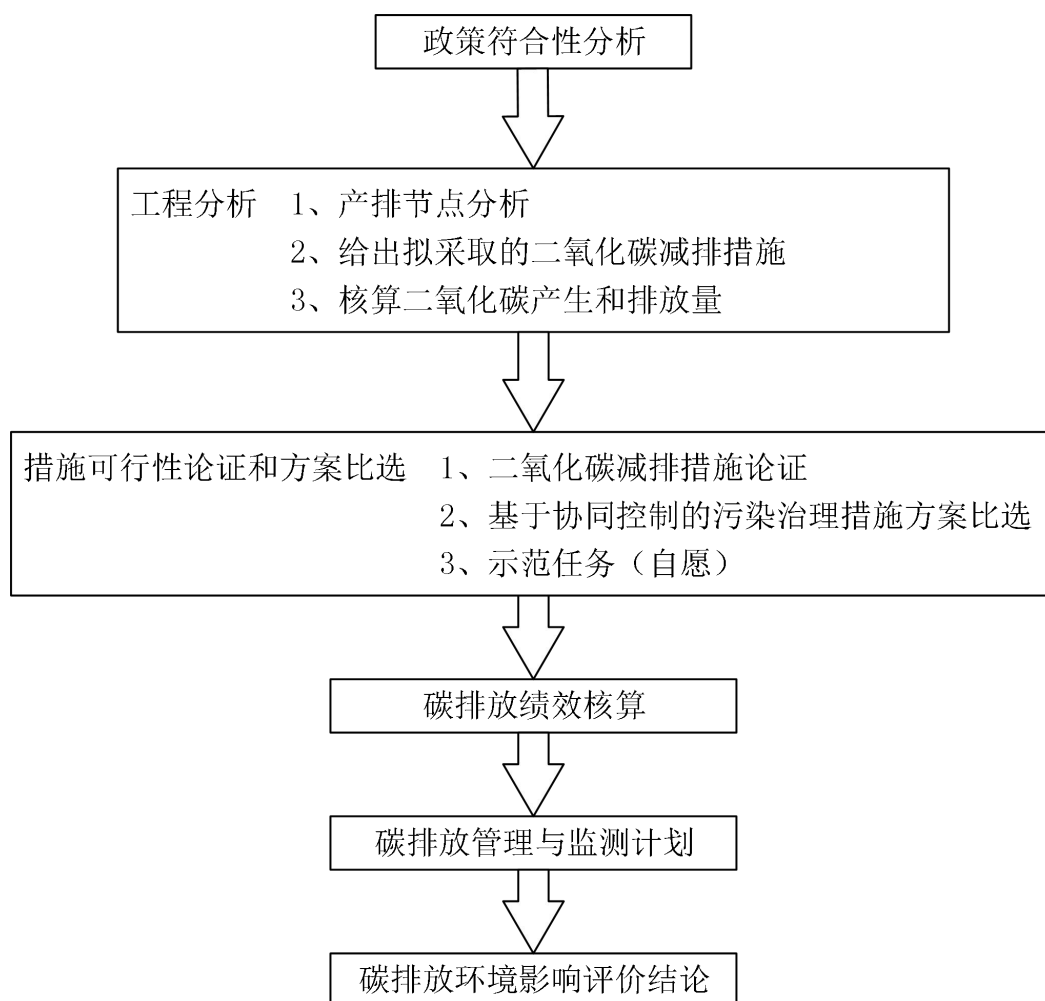 政策符合性分析
工程分析 1、产排节点分析
2、给出拟采取的二氧化碳减排措施
3、核算二氧化碳产生和排放量
措施可行性论证和方案比选 1、二氧化碳减排措施论证
2、基于协同控制的污染治理措施方案比选
3、示范任务（自愿）
碳排放绩效核算
碳排放管理与监测计划
碳排放环境影响评价结论